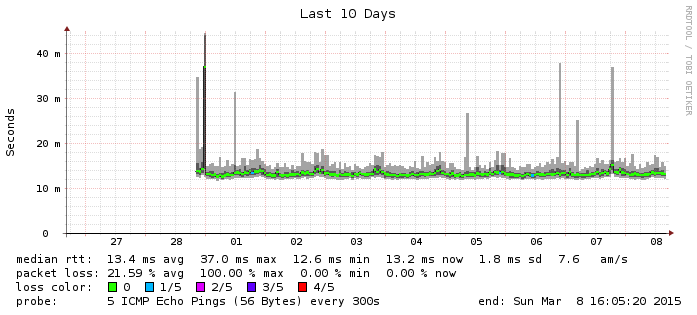 Last 10 Days
RRDTOOL / TOBI OETIKER
Seconds
40 m
30 m
20 m
10 m
0
27 28 01 02 03 04 05 06 07 08
median rtt: 13.4 ms avg 37.0 ms max 12.6 ms min 13.2 ms now 1.8 ms sd 7.6 am/s
packet loss: 21.59 % avg 100.00 % max 0.00 % min 0.00 % now
loss color: 0 1/5 2/5 3/5 4/5
probe: 5 ICMP Echo Pings (56 Bytes) every 300s end: Sun Mar 8 16:05:20 2015